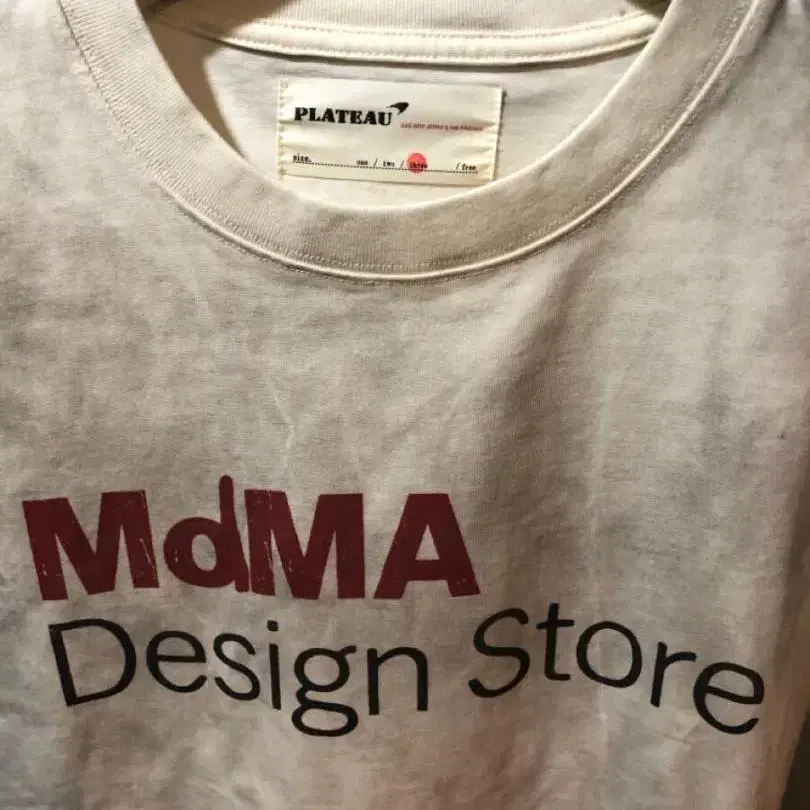 PLATEAU
size. one / two / three / free
MdMA
Design Store